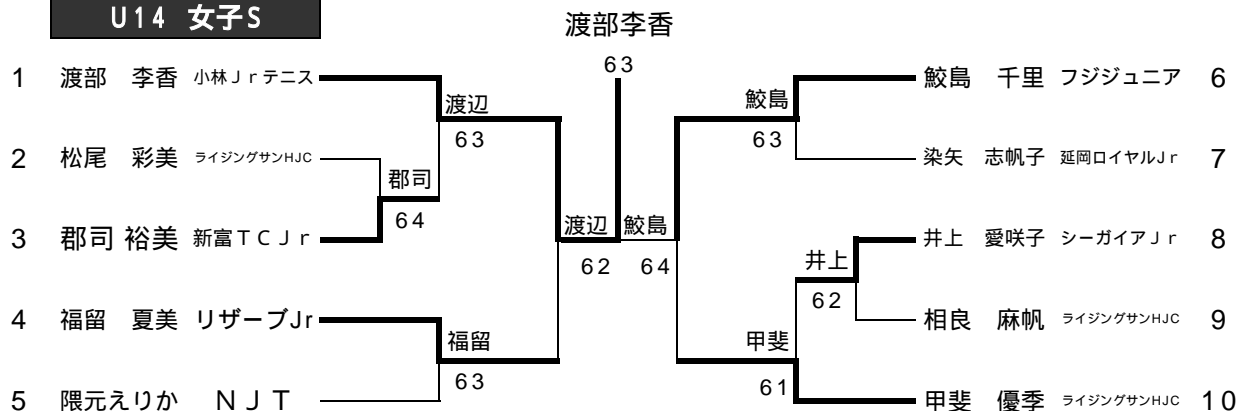 U14 女子S
渡部李香
63
1 渡部 李香 小林Ｊｒテニス
鮫島 千里 フジジュニア 6
渡辺
鮫島
63
63
2 松尾 彩美 ライジングサンHJC
染矢 志帆子 延岡ロイヤルJｒ 7
郡司
64
渡辺 鮫島
3 郡司 裕美 新富ＴＣＪｒ
井上 愛咲子 シーガイアＪｒ 8
62 64
井上
62
4 福留 夏美 リザーブJr
相良 麻帆 ライジングサンHJC 9
福留
甲斐
63
61
5 隈元えりか ＮＪＴ
甲斐 優季 ライジングサンHJC 10